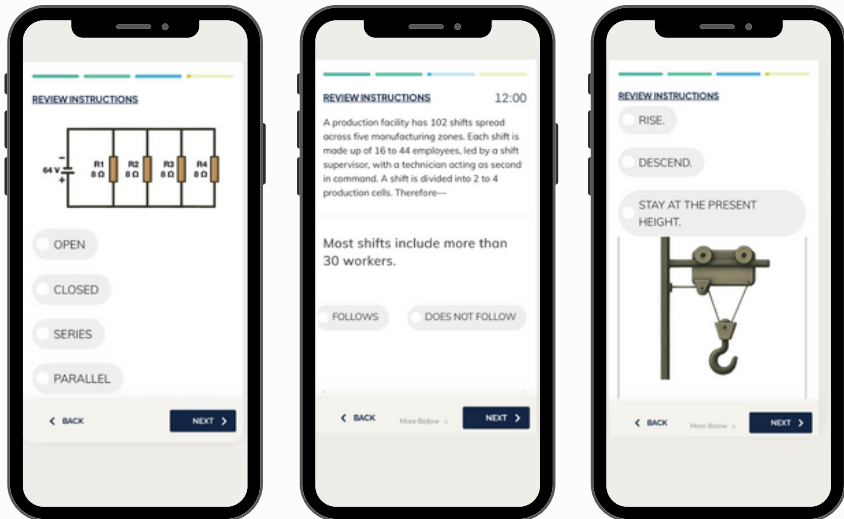 REVIEW INSTRUCTIONS
64 V
−
+
R1
8 Ω
R2
8 Ω
R3
8 Ω
R4
8 Ω
OPEN
CLOSED
SERIES
PARALLEL
BACK
NEXT
REVIEW INSTRUCTIONS 12:00
A production facility has 102 shifts spread
across five manufacturing zones. Each shift is
made up of 16 to 44 employees, led by a shift
supervisor, with a technician acting as second
in command. A shift is divided into 2 to 4
production cells. Therefore—
Most shifts include more than
30 workers.
FOLLOWS
DOES NOT FOLLOW
BACK
More Below
NEXT
REVIEW INSTRUCTIONS
RISE.
DESCEND.
STAY AT THE PRESENT
HEIGHT.
BACK
More Below
NEXT